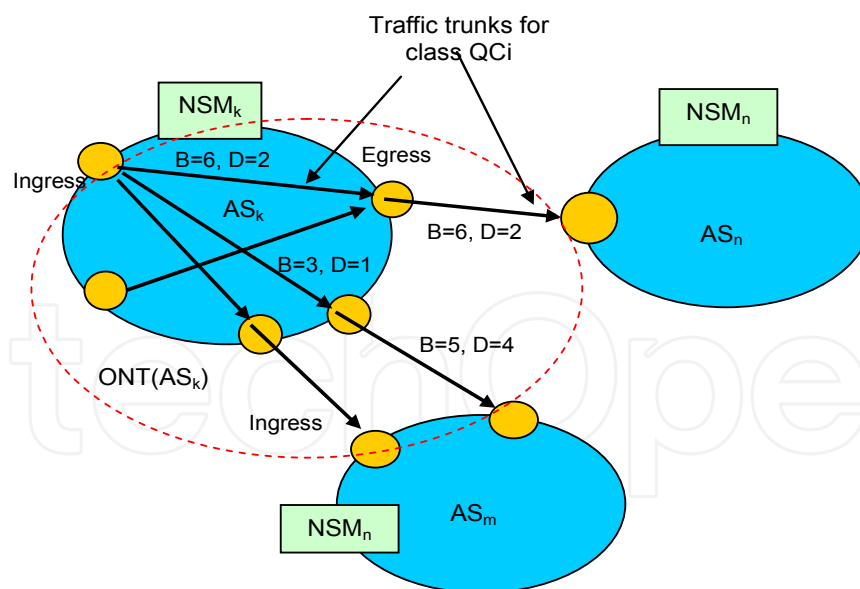 Traffic trunks for
class QCi
NSMk
NSMn
B=6, D=2
Egress
Ingress
ASk
B=6, D=2
ASn
B=3, D=1
B=5, D=4
ONT(ASk)
Ingress
ASm
NSMn
techOpe